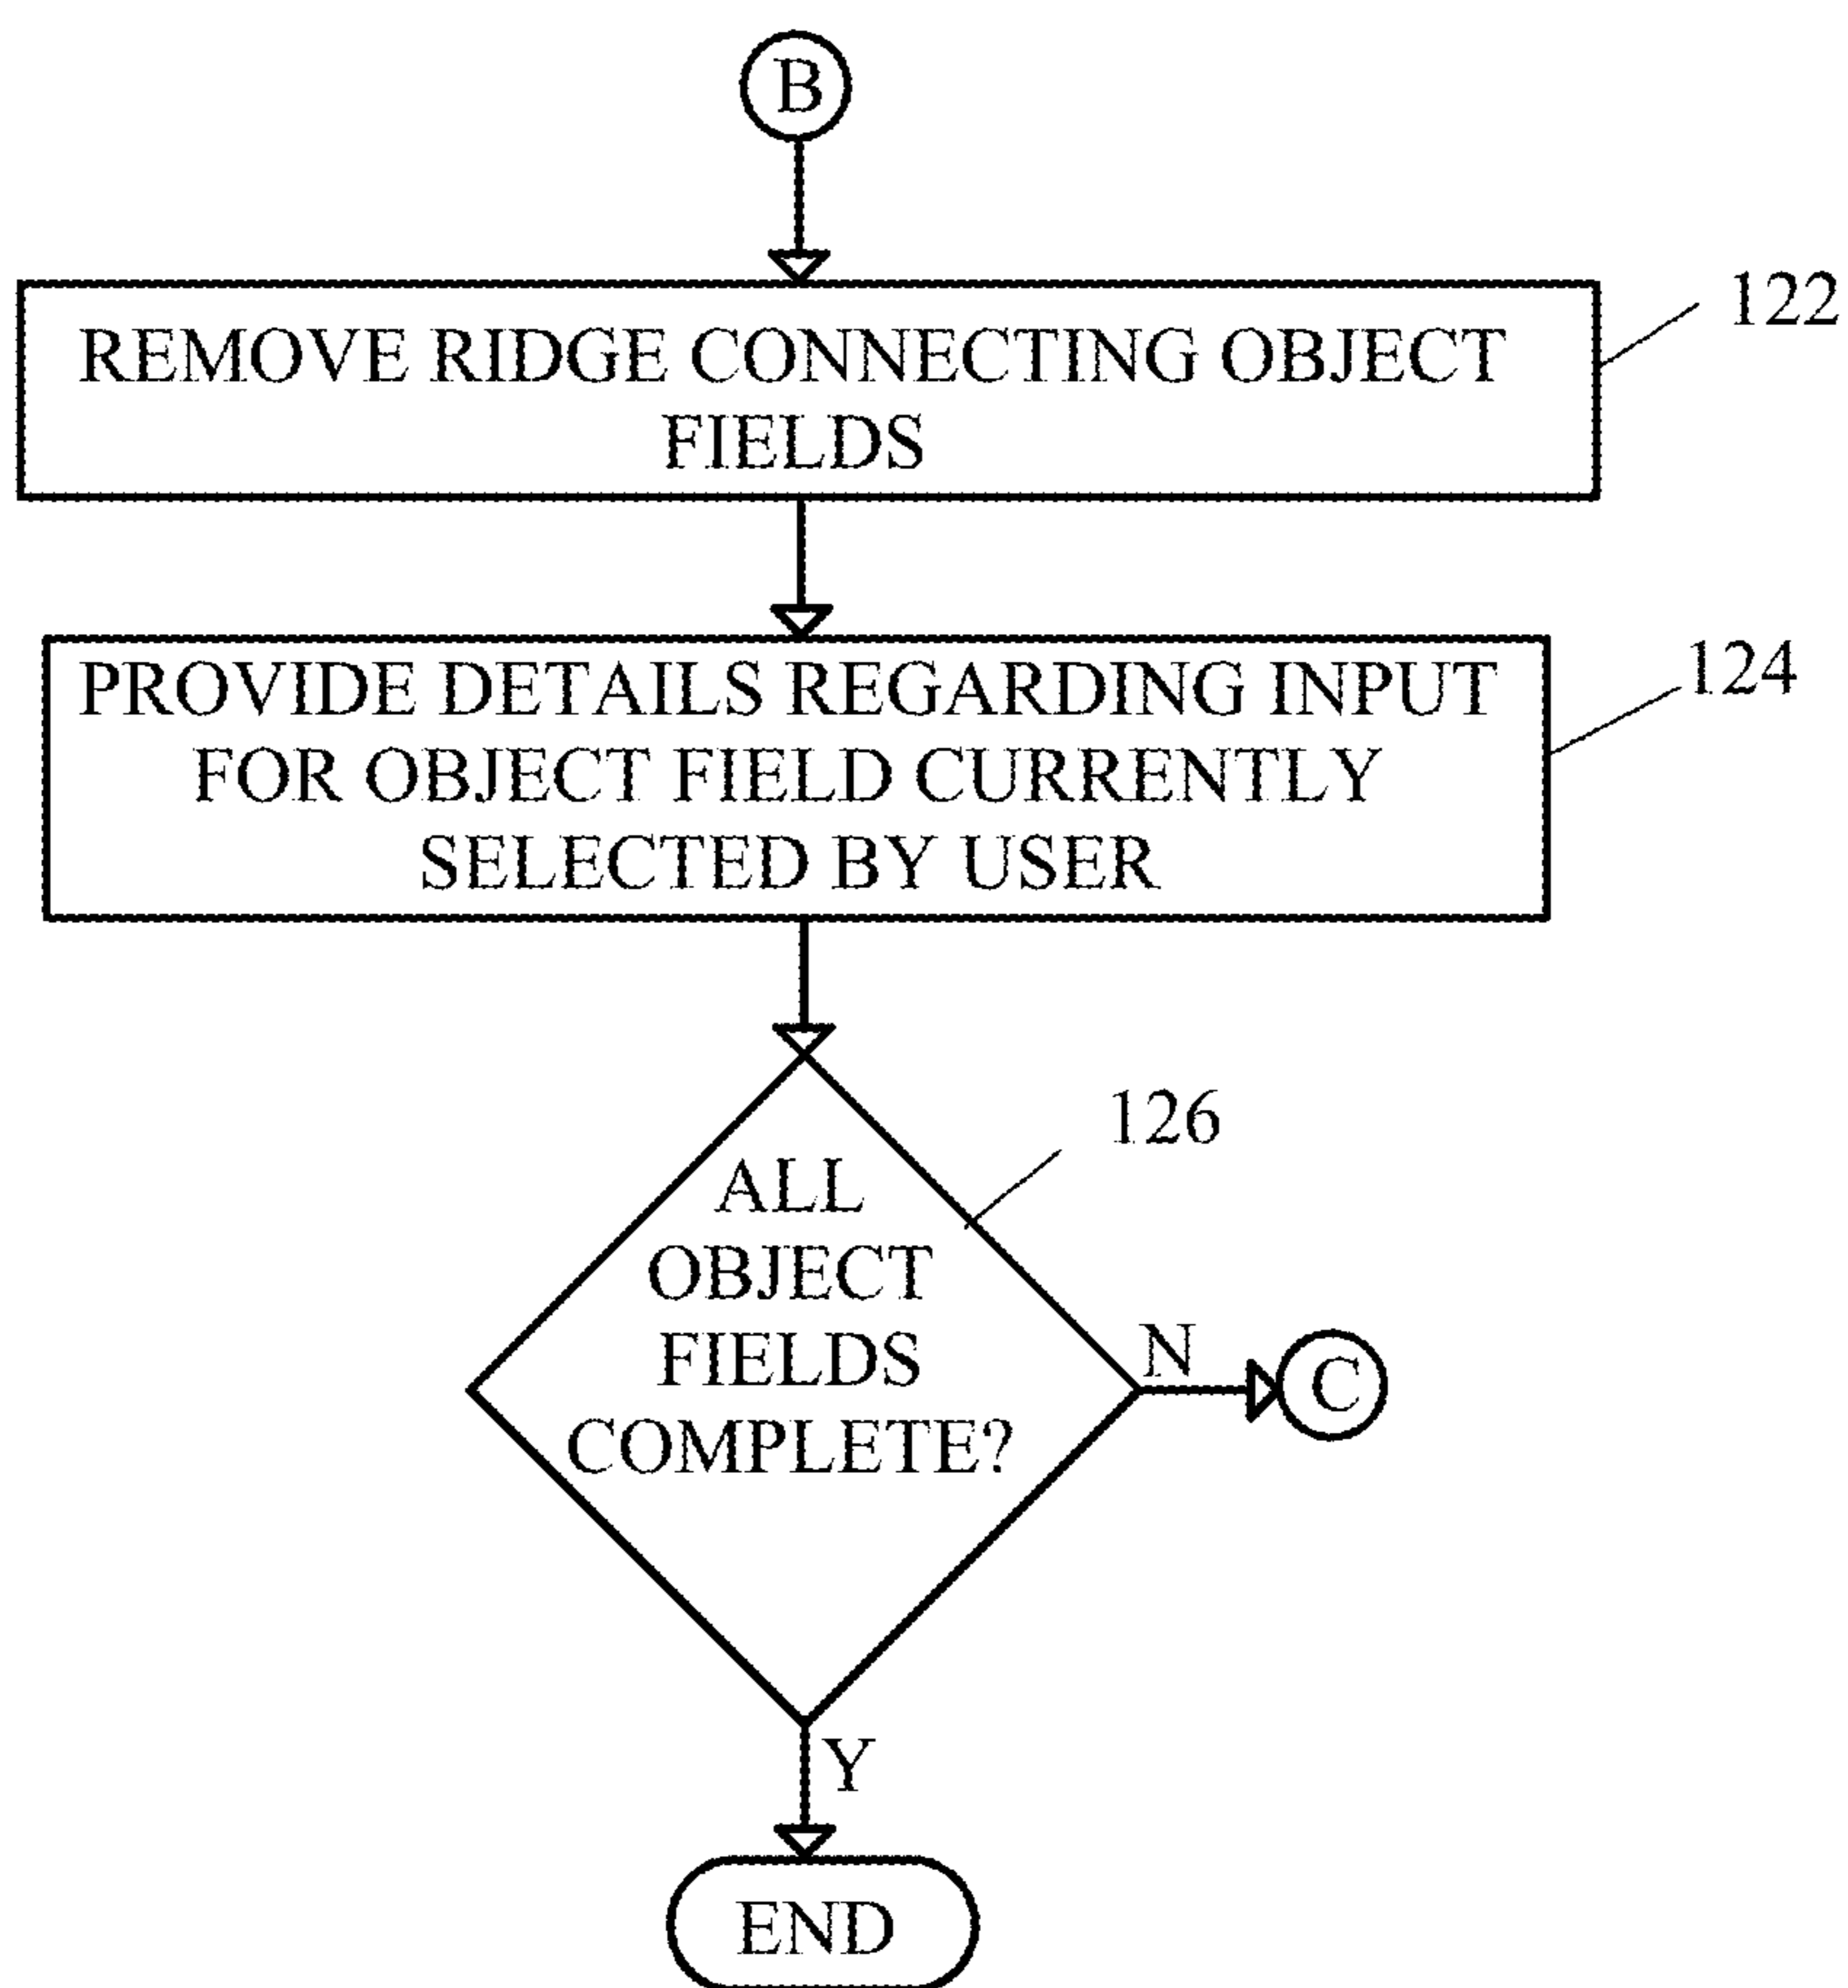 B
REMOVE RIDGE CONNECTING OBJECT
FIELDS
122
PROVIDE DETAILS REGARDING INPUT
FOR OBJECT FIELD CURRENTLY
SELECTED BY USER
124
126
ALL
OBJECT
FIELDS
COMPLETE?
N
C
Y
END